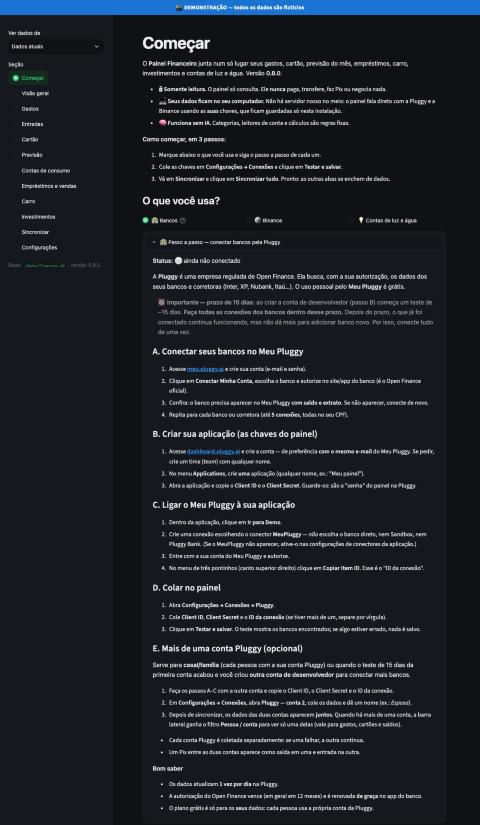 DEMONSTRAÇÃO — todos os dados são fictícios
Ver dados de
Dados atuais
Seção
Começar
Visão geral
Gastos
Entradas
Cartão
Previsão
Contas de consumo
Empréstimos e vendas
Carro
Investimentos
Sincronizar
Configurações
Base: /data/financas.db · versão 0.8.0
Começar
O Painel Financeiro junta num só lugar seus gastos, cartão, previsão do mês, empréstimos, carro,
investimentos e contas de luz e água. Versão 0.8.0.
• Somente leitura. O painel só consulta. Ele nunca paga, transfere, faz Pix ou negocia nada.
• Seus dados ficam no seu computador. Não há servidor nosso no meio: o painel fala direto com a Pluggy e a
Binance usando as suas chaves, que ficam guardadas só nesta instalação.
• Funciona sem IA. Categorias, leitores de conta e cálculos são regras fixas.
Como começar, em 3 passos:
1. Marque abaixo o que você usa e siga o passo a passo de cada um.
2. Cole as chaves em Configurações → Conexões e clique em Testar e salvar.
3. Vá em Sincronizar e clique em Sincronizar tudo. Pronto: as outras abas se enchem de dados.
O que você usa?
Bancos
Binance
Contas de luz e água
Passo a passo — conectar bancos pela Pluggy
Status: ainda não conectado
A Pluggy é uma empresa regulada de Open Finance. Ela busca, com a sua autorização, os dados dos
seus bancos e corretoras (Inter, XP, Nubank, Itaú...). O uso pessoal pelo Meu Pluggy é grátis.
Importante — prazo de 15 dias: ao criar a conta de desenvolvedor (passo B) começa um teste de
~15 dias. Faça todas as conexões dos bancos dentro desse prazo. Depois do prazo, o que já foi
conectado continua funcionando, mas não dá mais para adicionar banco novo. Por isso, conecte tudo
de uma vez.
A. Conectar seus bancos no Meu Pluggy
1. Acesse meu.pluggy.ai e crie sua conta (e-mail e senha).
2. Clique em Conectar Minha Conta, escolha o banco e autorize no site/app do banco (é o Open Finance
oficial).
3. Confira: o banco precisa aparecer no Meu Pluggy com saldo e extrato. Se não aparecer, conecte de novo.
4. Repita para cada banco ou corretora (até 5 conexões, todas no seu CPF).
B. Criar sua aplicação (as chaves do painel)
1. Acesse dashboard.pluggy.ai e crie a conta — de preferência com o mesmo e-mail do Meu Pluggy. Se pedir,
crie um time (team) com qualquer nome.
2. No menu Applications, crie uma aplicação (qualquer nome, ex.: "Meu painel").
3. Abra a aplicação e copie o Client ID e o Client Secret. Guarde-os: são a "senha" do painel na Pluggy.
C. Ligar o Meu Pluggy à sua aplicação
1. Dentro da aplicação, clique em Ir para Demo.
2. Crie uma conexão escolhendo o conector MeuPluggy — não escolha o banco direto, nem Sandbox, nem
Pluggy Bank. (Se o MeuPluggy não aparecer, ative-o nas configurações de conectores da aplicação.)
3. Entre com a sua conta do Meu Pluggy e autorize.
4. No menu de três pontinhos (canto superior direito) clique em Copiar Item ID. Esse é o "ID da conexão".
D. Colar no painel
1. Abra Configurações → Conexões → Pluggy.
2. Cole Client ID, Client Secret e o ID da conexão (se tiver mais de um, separe por vírgula).
3. Clique em Testar e salvar. O teste mostra os bancos encontrados; se algo estiver errado, nada é salvo.
E. Mais de uma conta Pluggy (opcional)
Serve para casal/família (cada pessoa com a sua conta Pluggy) ou quando o teste de 15 dias da
primeira conta acabou e você criou outra conta de desenvolvedor para conectar mais bancos.
1. Faça os passos A–C com a outra conta e copie o Client ID, o Client Secret e o ID da conexão.
2. Em Configurações → Conexões, abra Pluggy — conta 2, cole os dados e dê um nome (ex.: Esposa).
3. Depois de sincronizar, os dados das duas contas aparecem juntos. Quando há mais de uma conta, a barra
lateral ganha o filtro Pessoa / conta para ver só uma delas (vale para gastos, cartões e saldos).
• Cada conta Pluggy é coletada separadamente: se uma falhar, a outra continua.
• Um Pix entre as duas contas aparece como saída em uma e entrada na outra.
Bom saber
• Os dados atualizam 1 vez por dia na Pluggy.
• A autorização do Open Finance vence (em geral em 12 meses) e é renovada de graça no app do banco.
• O plano grátis é só para os seus dados: cada pessoa usa a própria conta da Pluggy.